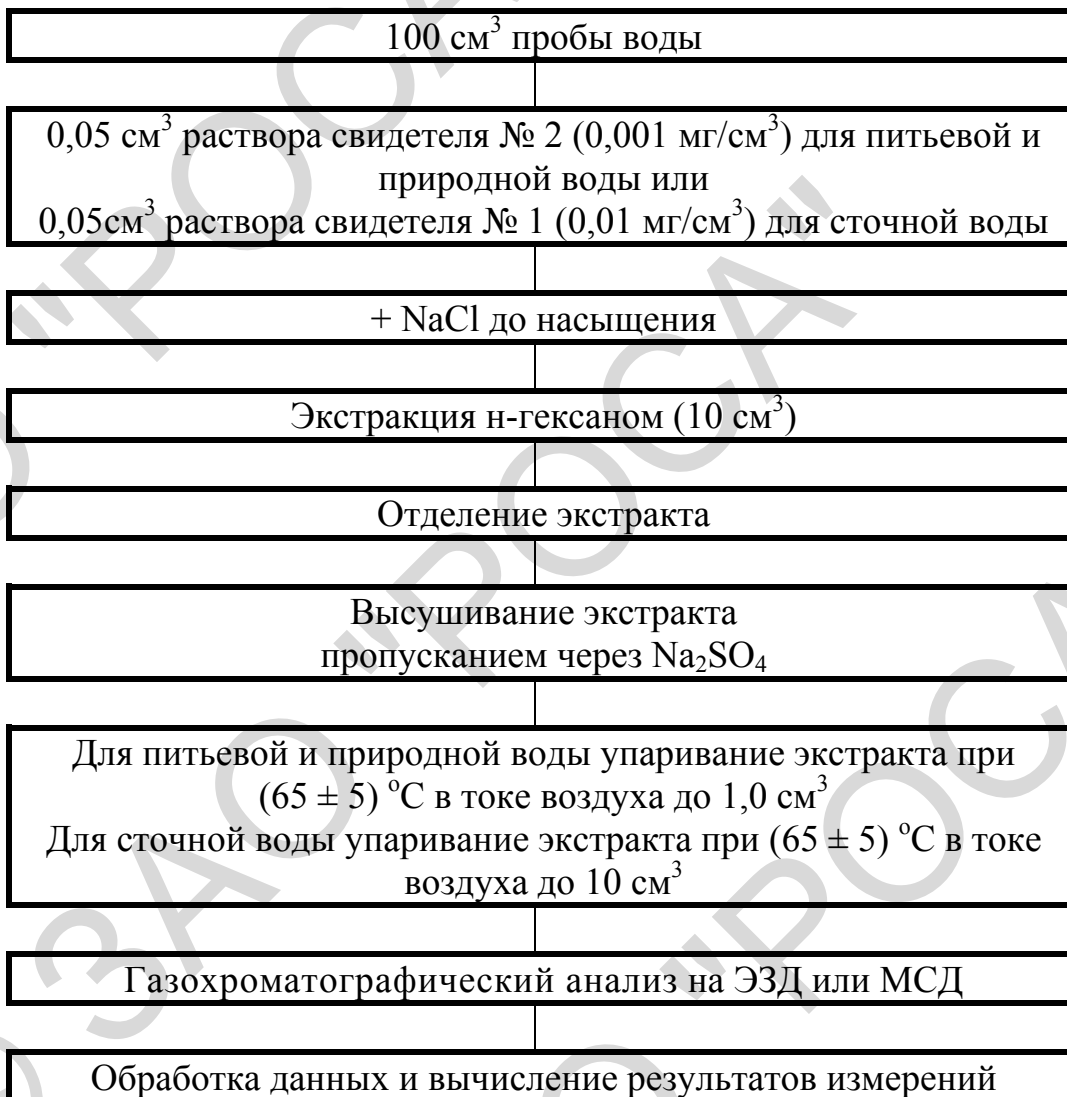 100 см³ пробы воды
0,05 см³ раствора свидетеля № 2 (0,001 мг/см³) для питьевой и
природной воды или
0,05см³ раствора свидетеля № 1 (0,01 мг/см³) для сточной воды
+ NaCl до насыщения
Экстракция н-гексаном (10 см³)
Отделение экстракта
Высушивание экстракта
пропусканием через Na₂SO₄
Для питьевой и природной воды упаривание экстракта при
(65 ± 5) °С в токе воздуха до 1,0 см³
Для сточной воды упаривание экстракта при (65 ± 5) °С в токе
воздуха до 10 см³
Газохроматографический анализ на ЭЗД или МСД
Обработка данных и вычисление результатов измерений
ЗАО "РОСА"